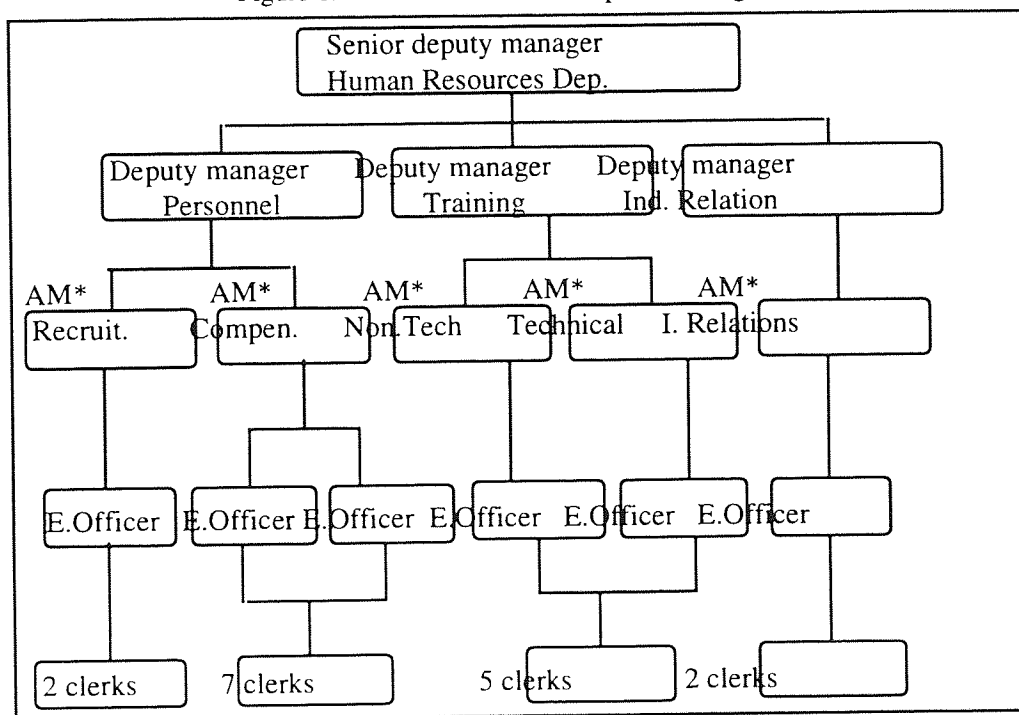 Senior deputy manager
Human Resources Dep.
Deputy manager Deputy manager Deputy manager
Personnel Training Ind. Relation
AM* AM* AM* AM* AM*
Recruit. Compen. Non.Tech Technical I. Relations
E.Officer E.Officer E.Officer E.Officer E.Officer E.Officer
2 clerks 7 clerks 5 clerks 2 clerks